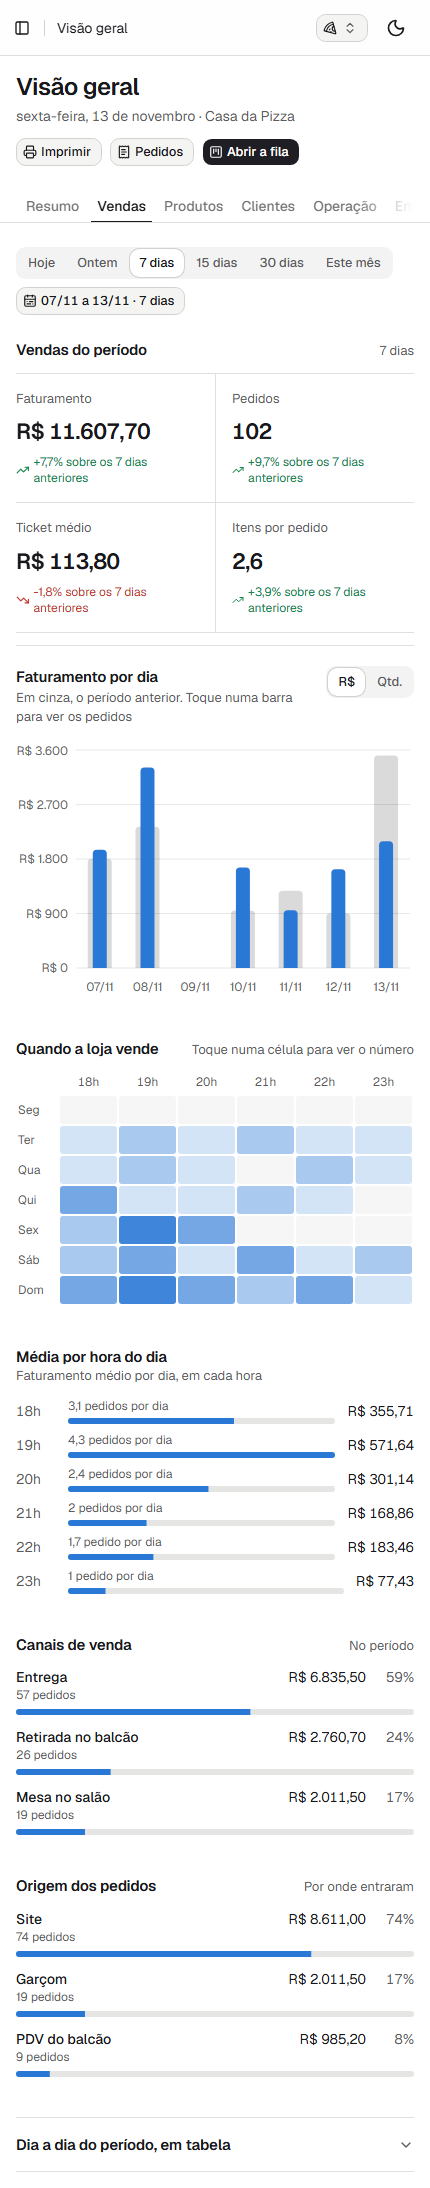 Visão geral
Visão geral
sexta-feira, 13 de novembro · Casa da Pizza
Imprimir
Pedidos
Abrir a fila
Resumo Vendas Produtos Clientes Operação En
Hoje Ontem 7 dias 15 dias 30 dias Este mês
07/11 a 13/11 · 7 dias
Vendas do período 7 dias
Faturamento
R$ 11.607,70
+7,7% sobre os 7 dias
anteriores
Pedidos
102
+9,7% sobre os 7 dias
anteriores
Ticket médio
R$ 113,80
-1,8% sobre os 7 dias
anteriores
Itens por pedido
2,6
+3,9% sobre os 7 dias
anteriores
Faturamento por dia
Em cinza, o período anterior. Toque numa barra
para ver os pedidos
R$ Qtd.
R$ 3.600
R$ 2.700
R$ 1.800
R$ 900
R$ 0
07/11 08/11 09/11 10/11 11/11 12/11 13/11
Quando a loja vende Toque numa célula para ver o número
18h 19h 20h 21h 22h 23h
Seg
Ter
Qua
Qui
Sex
Sáb
Dom
Média por hora do dia
Faturamento médio por dia, em cada hora
18h 3,1 pedidos por dia R$ 355,71
19h 4,3 pedidos por dia R$ 571,64
20h 2,4 pedidos por dia R$ 301,14
21h 2 pedidos por dia R$ 168,86
22h 1,7 pedido por dia R$ 183,46
23h 1 pedido por dia R$ 77,43
Canais de venda No período
Entrega R$ 6.835,50 59%
57 pedidos
Retirada no balcão R$ 2.760,70 24%
26 pedidos
Mesa no salão R$ 2.011,50 17%
19 pedidos
Origem dos pedidos Por onde entraram
Site R$ 8.611,00 74%
74 pedidos
Garçom R$ 2.011,50 17%
19 pedidos
PDV do balcão R$ 985,20 8%
9 pedidos
Dia a dia do período, em tabela